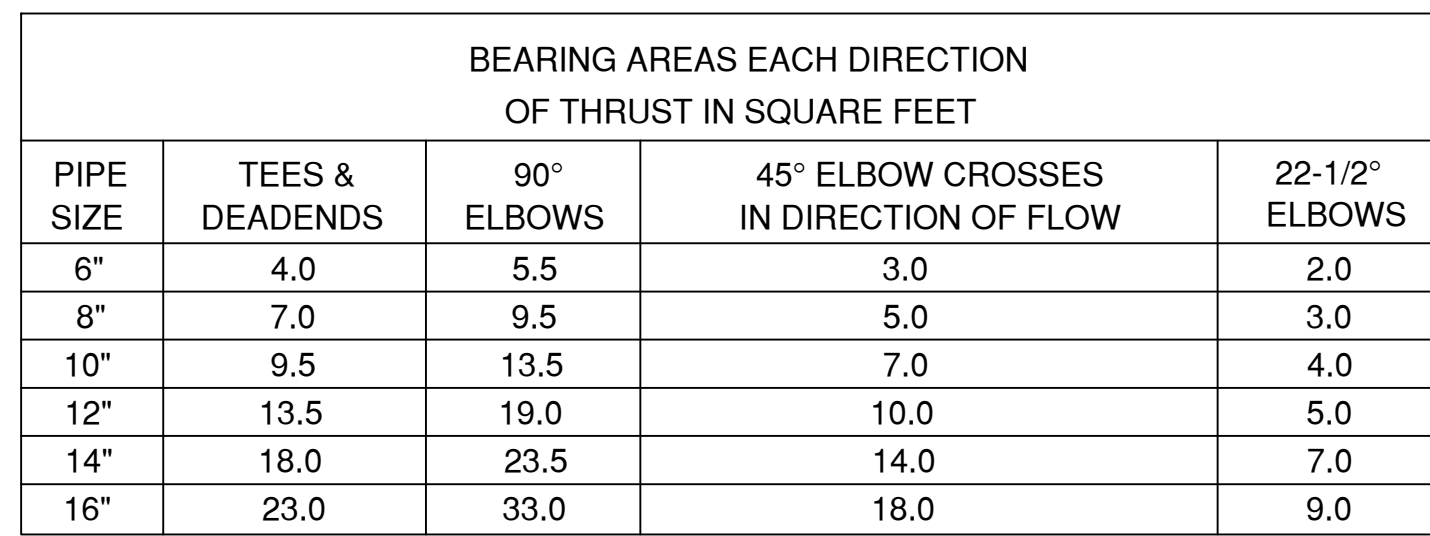 BEARING AREAS EACH DIRECTION
OF THRUST IN SQUARE FEET
PIPE SIZE TEES & DEADENDS 90° ELBOWS 45° ELBOW CROSSES IN DIRECTION OF FLOW 22-1/2° ELBOWS
6" 4.0 5.5 3.0 2.0
8" 7.0 9.5 5.0 3.0
10" 9.5 13.5 7.0 4.0
12" 13.5 19.0 10.0 5.0
14" 18.0 23.5 14.0 7.0
16" 23.0 33.0 18.0 9.0